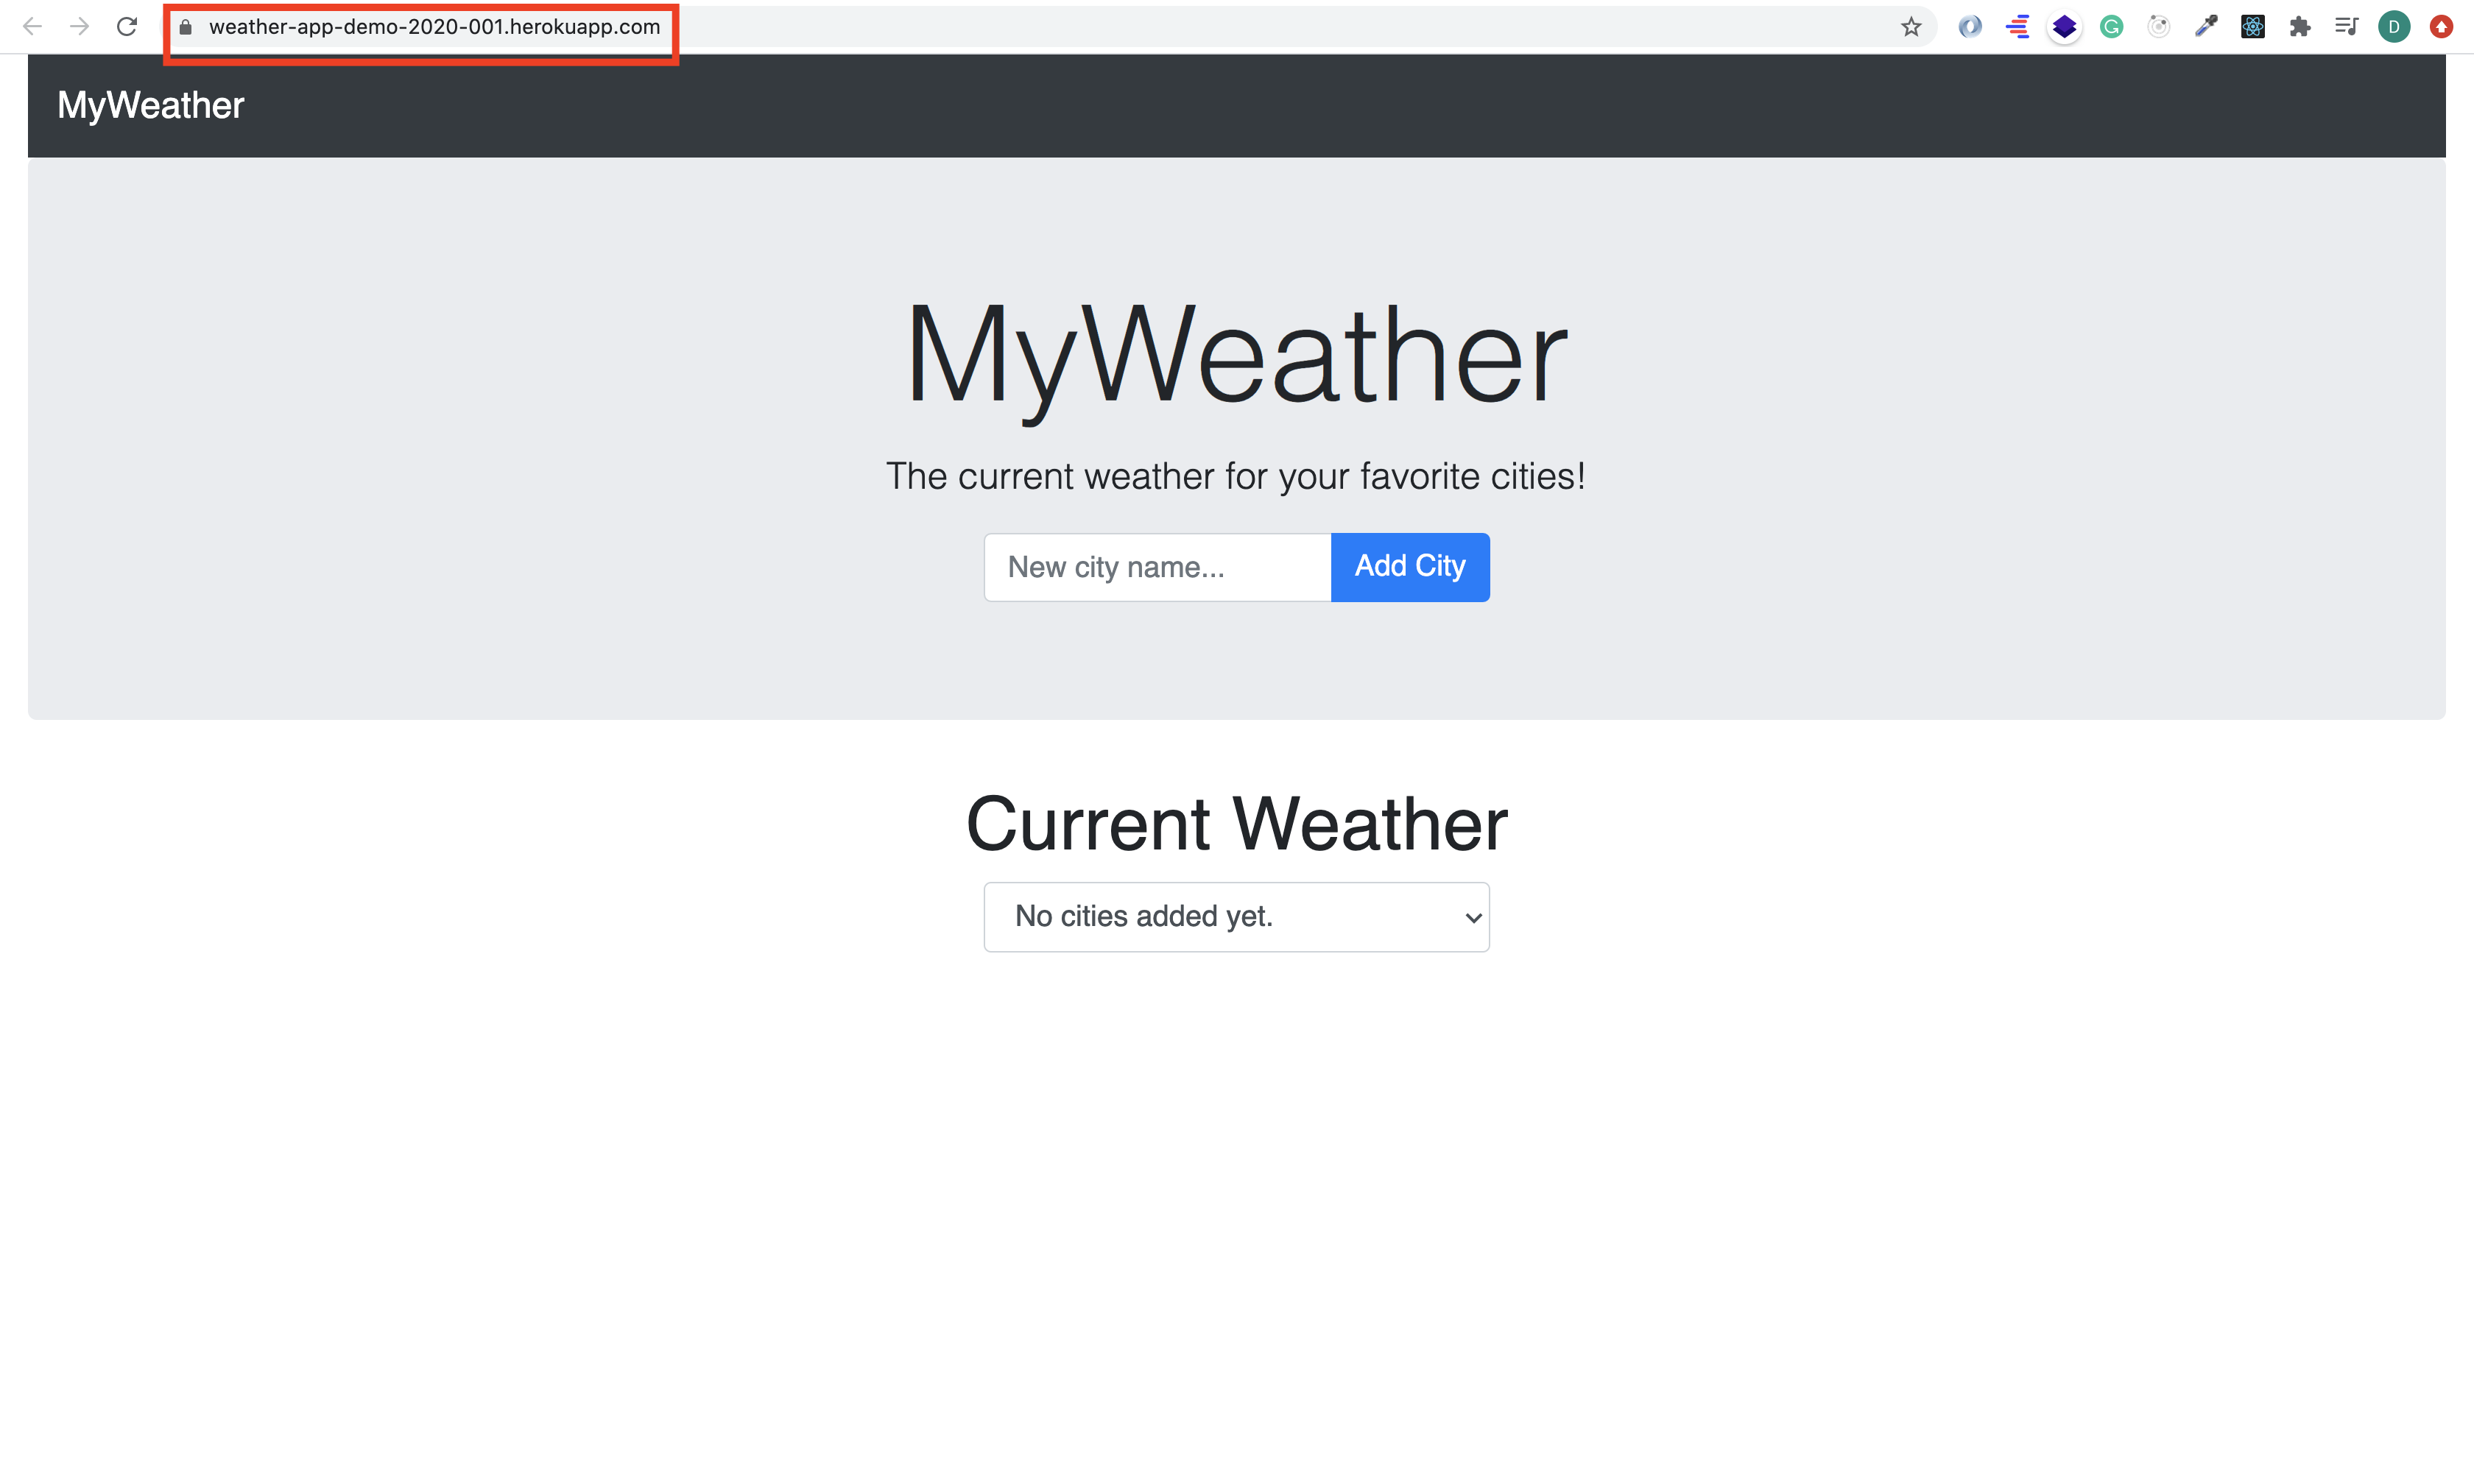 weather-app-demo-2020-001.herokuapp.com
D
MyWeather
MyWeather
The current weather for your favorite cities!
New city name...
Add City
Current Weather
No cities added yet.